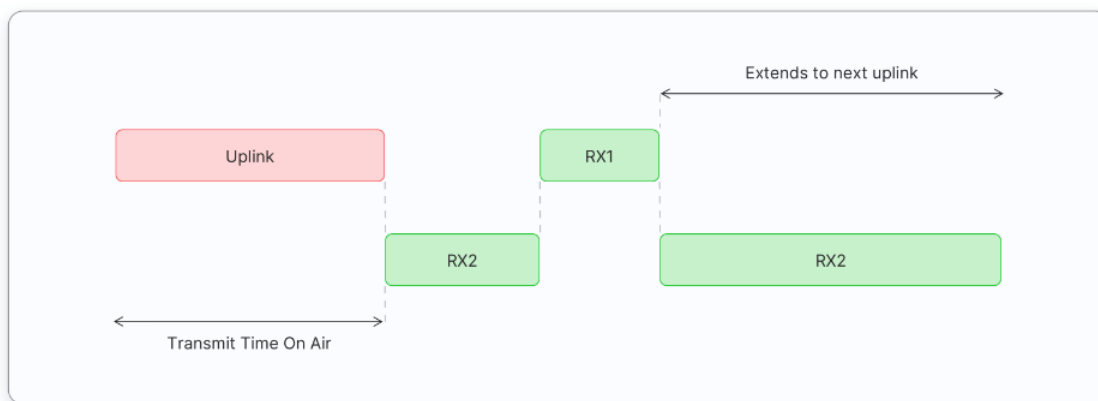 Extends to next uplink
Uplink
RX1
RX2
RX2
Transmit Time On Air